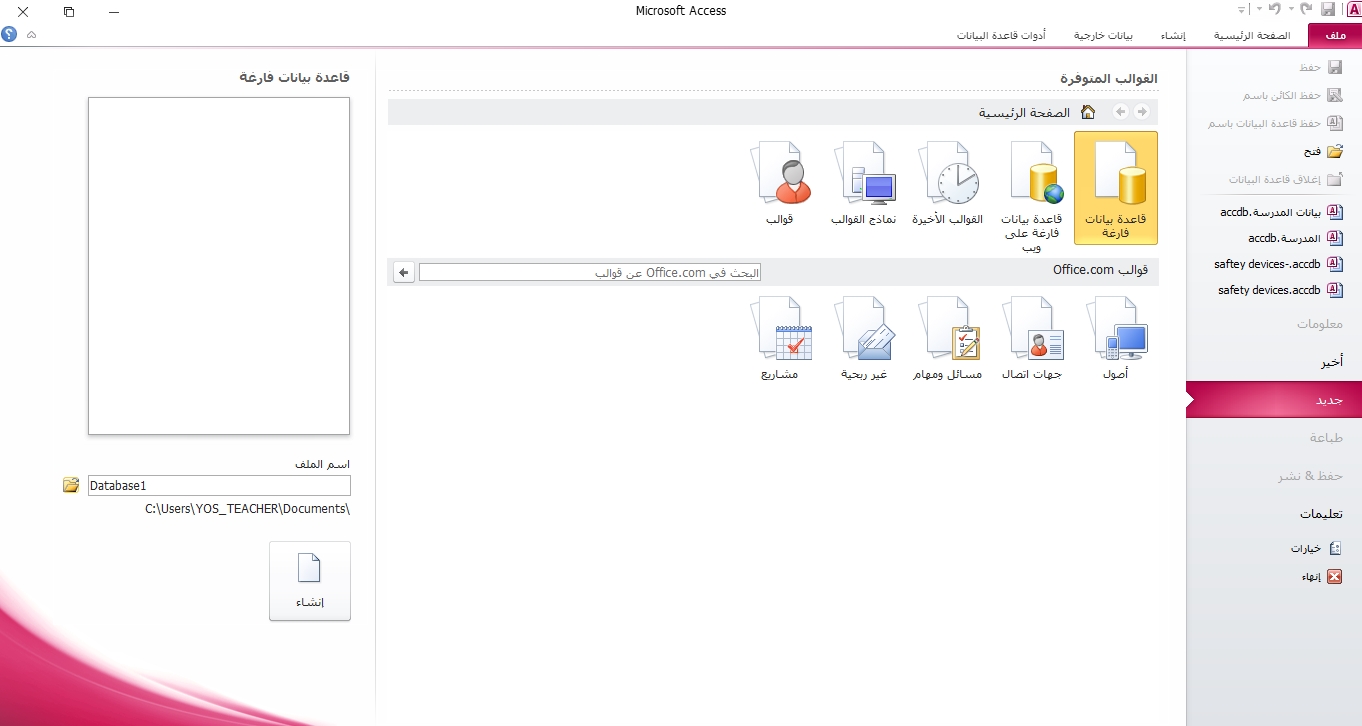 Microsoft Access
ملف
الصفحة الرئيسية
إنشاء
بيانات خارجية
أدوات قاعدة البيانات
حفظ
حفظ الكائن باسم
حفظ قاعدة البيانات باسم
فتح
إغلاق قاعدة البيانات
بيانات المدرسة.accdb
المدرسة.accdb
saftey devices-.accdb
safety devices.accdb
معلومات
أخير
جديد
طباعة
حفظ & نشر
تعليمات
خيارات
إنهاء
القوالب المتوفرة
الصفحة الرئيسية
قاعدة بيانات
فارغة
قاعدة بيانات
فارغة على
ويب
القوالب الأخيرة
نماذج القوالب
قوالب
قوالب Office.com
البحث في Office.com عن قوالب
أصول
جهات اتصال
مسائل ومهام
غير ربحية
مشاريع
قاعدة بيانات فارغة
اسم الملف
Database1
C:\Users\YOS_TEACHER\Documents\
إنشاء